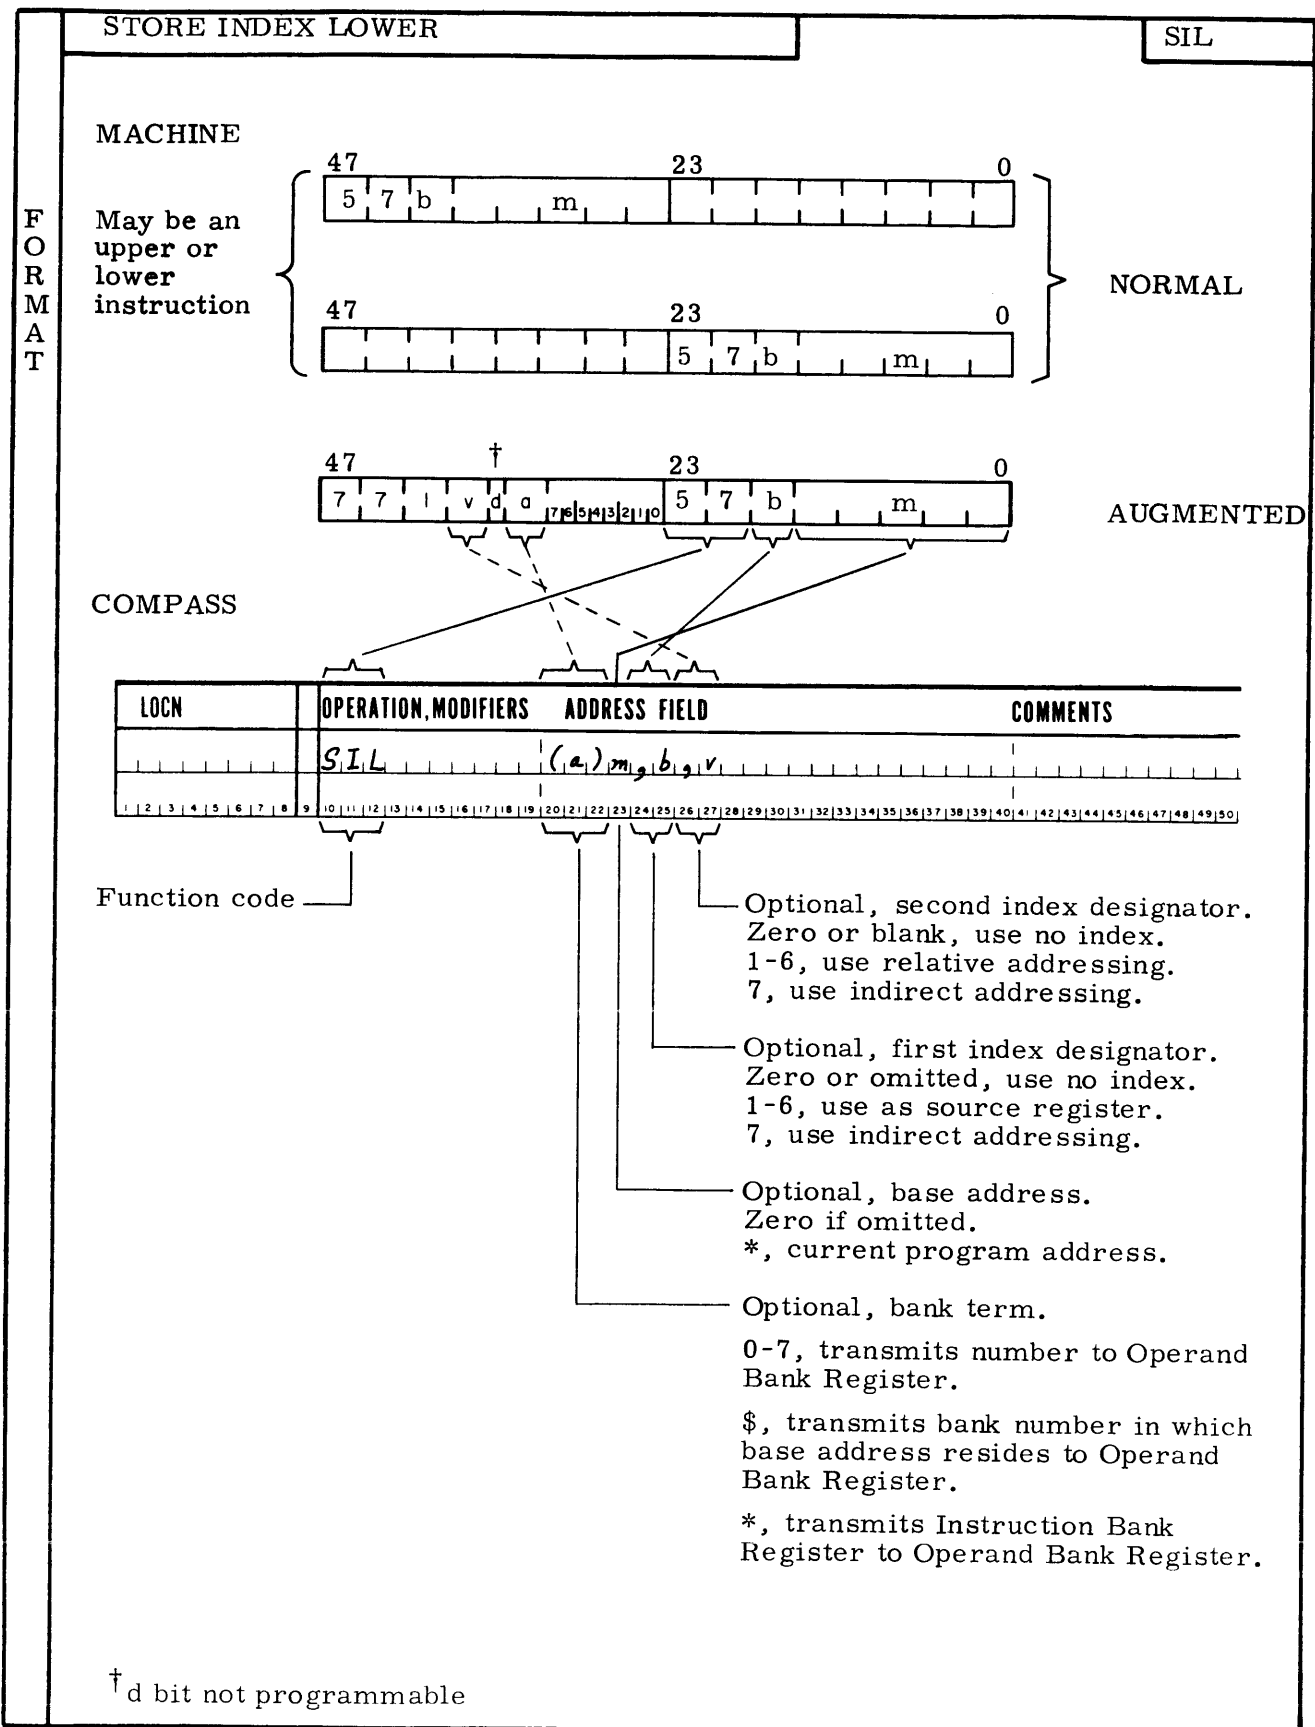 STORE INDEX LOWER
SIL
FORMAT
MACHINE
May be an
upper or
lower
instruction
47 23 0
5 7 b m
NORMAL
47 23 0
5 7 b m
†
47 23 0
7 7 1 v d a 7 6 5 4 3 2 1 0 5 7 b m
AUGMENTED
COMPASS
LOCN OPERATION, MODIFIERS ADDRESS FIELD COMMENTS
SIL (a)m,b,v
1 2 3 4 5 6 7 8 9 10 11 12 13 14 15 16 17 18 19 20 21 22 23 24 25 26 27 28 29 30 31 32 33 34 35 36 37 38 39 40 41 42 43 44 45 46 47 48 49 50
Function code
Optional, second index designator.
Zero or blank, use no index.
1-6, use relative addressing.
7, use indirect addressing.
Optional, first index designator.
Zero or omitted, use no index.
1-6, use as source register.
7, use indirect addressing.
Optional, base address.
Zero if omitted.
*, current program address.
Optional, bank term.
0-7, transmits number to Operand
Bank Register.
$, transmits bank number in which
base address resides to Operand
Bank Register.
*, transmits Instruction Bank
Register to Operand Bank Register.
† d bit not programmable